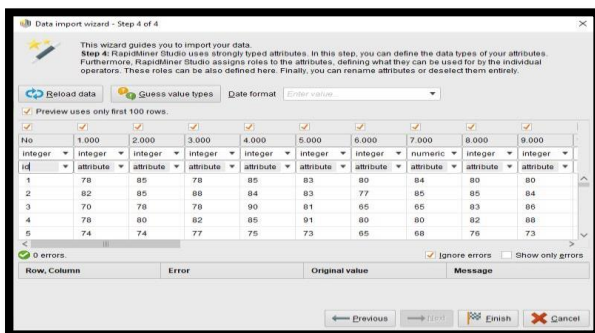 Data import wizard - Step 4 of 4
This wizard guides you to import your data.
Step 4: RapidMiner Studio uses strongly typed attributes. In this step, you can define the data types of your attributes.
Furthermore, RapidMiner Studio assigns roles to the attributes, defining what they can be used for by the individual
operators. These roles can be also defined here. Finally, you can rename attributes or deselect them entirely.
Reload data Guess value types Date format Enter value...
Preview uses only first 100 rows.
No 1.000 2.000 3.000 4.000 5.000 6.000 7.000 8.000 9.000
integer integer integer integer integer integer integer numeric integer integer
id attribute attribute attribute attribute attribute attribute attribute attribute attribute
1 78 85 78 85 83 80 84 80 80
2 82 85 88 84 83 77 85 85 84
3 70 78 78 90 81 65 65 83 86
4 78 80 82 85 91 80 80 82 88
5 74 74 77 75 73 65 68 76 73
0 errors. Ignore errors Show only errors
Row, Column Error Original value Message
Previous Next Finish Cancel